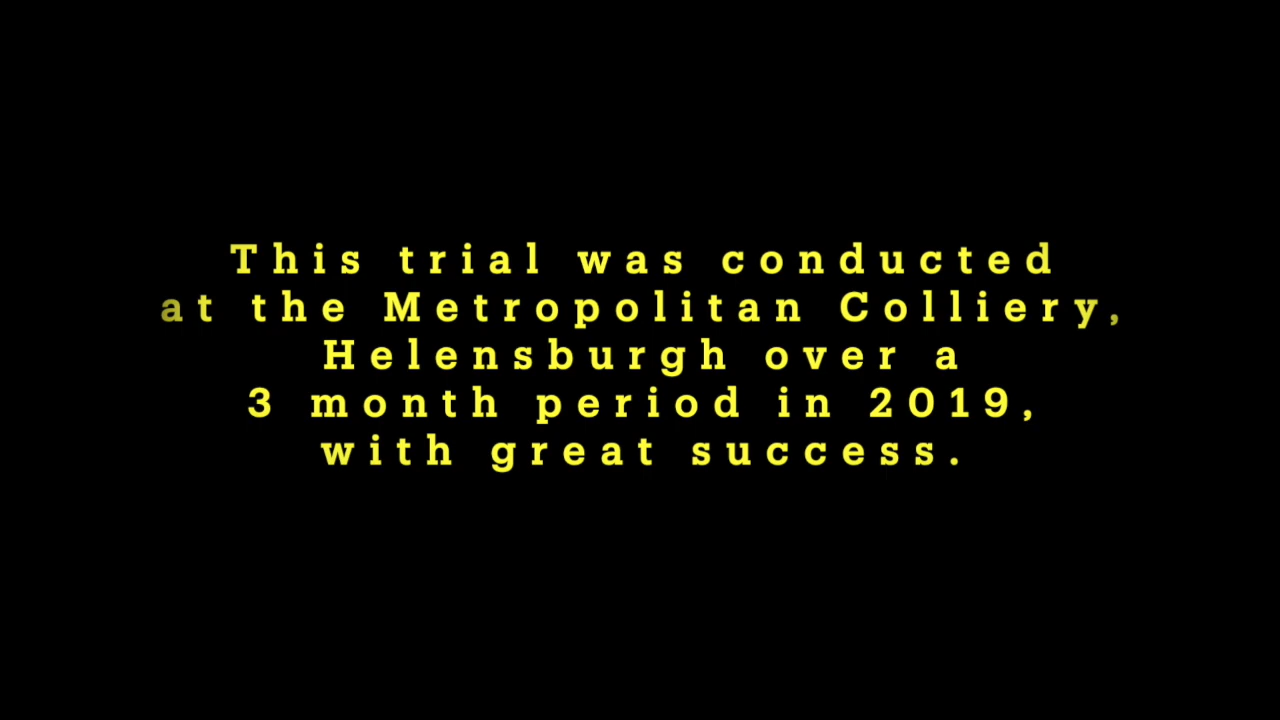 This trial was conducted
at the Metropolitan Colliery,
Helensburgh over a
3 month period in 2019,
with great success.